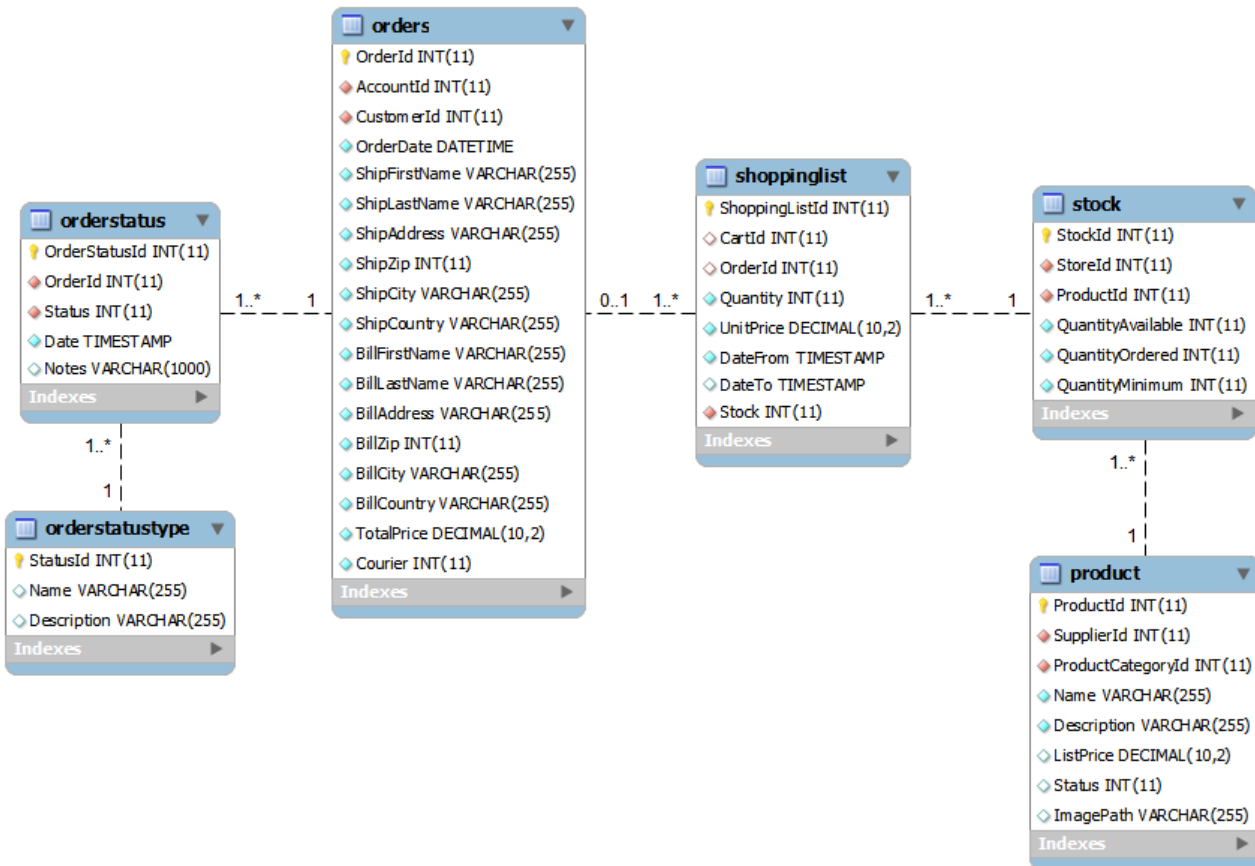 orders
OrderId INT(11)
AccountId INT(11)
CustomerId INT(11)
OrderDate DATETIME
ShipFirstName VARCHAR(255)
ShipLastName VARCHAR(255)
ShipAddress VARCHAR(255)
ShipZip INT(11)
ShipCity VARCHAR(255)
ShipCountry VARCHAR(255)
BillFirstName VARCHAR(255)
BillLastName VARCHAR(255)
BillAddress VARCHAR(255)
BillZip INT(11)
BillCity VARCHAR(255)
BillCountry VARCHAR(255)
TotalPrice DECIMAL(10,2)
Courier INT(11)
Indexes
orderstatus
OrderStatusId INT(11)
OrderId INT(11)
Status INT(11)
Date TIMESTAMP
Notes VARCHAR(1000)
Indexes
1..*
1
1..*
1
orderstatustype
StatusId INT(11)
Name VARCHAR(255)
Description VARCHAR(255)
Indexes
0..1
1..*
shoppinglist
ShoppingListId INT(11)
CartId INT(11)
OrderId INT(11)
Quantity INT(11)
UnitPrice DECIMAL(10,2)
DateFrom TIMESTAMP
DateTo TIMESTAMP
Stock INT(11)
Indexes
1..*
1
stock
StockId INT(11)
StoreId INT(11)
ProductId INT(11)
QuantityAvailable INT(11)
QuantityOrdered INT(11)
QuantityMinimum INT(11)
Indexes
1..*
1
product
ProductId INT(11)
SupplierId INT(11)
ProductCategoryId INT(11)
Name VARCHAR(255)
Description VARCHAR(255)
ListPrice DECIMAL(10,2)
Status INT(11)
ImagePath VARCHAR(255)
Indexes